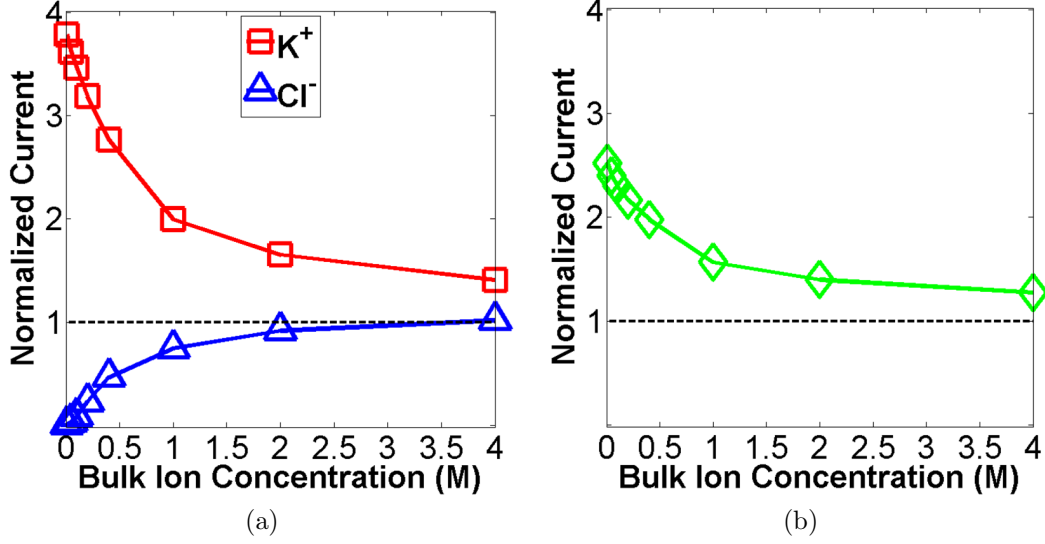 4
3
2
1
0 0.5 1 1.5 2 2.5 3 3.5 4
Normalized Current
Bulk Ion Concentration (M)
K+
Cl-
(a)
4
3
2
1
0 0.5 1 1.5 2 2.5 3 3.5 4
Normalized Current
Bulk Ion Concentration (M)
(b)